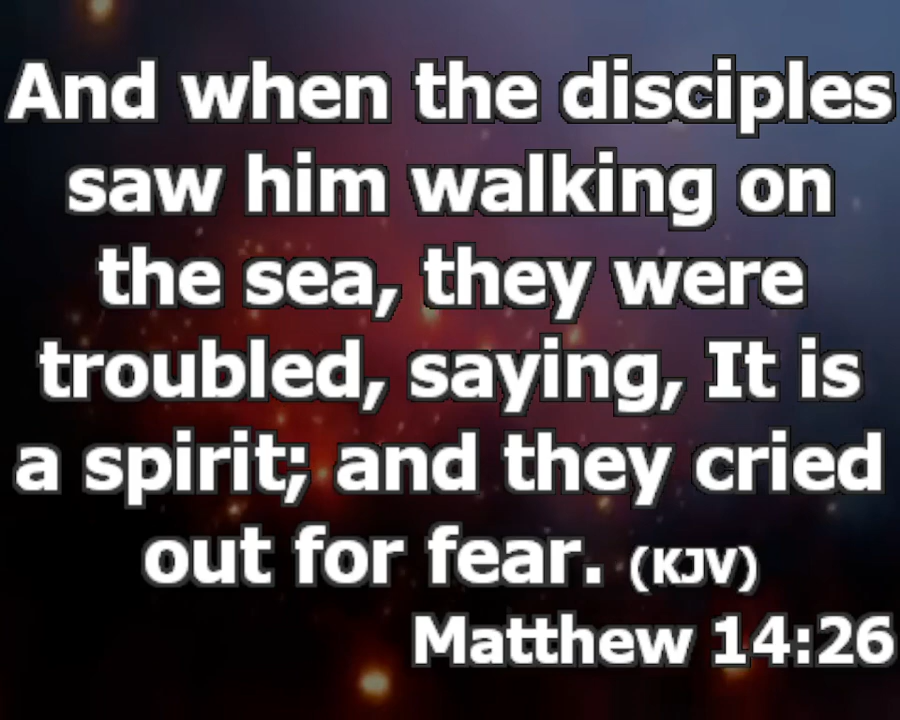 And when the disciples
saw him walking on
the sea, they were
troubled, saying, It is
a spirit; and they cried
out for fear. (KJV)
Matthew 14:26